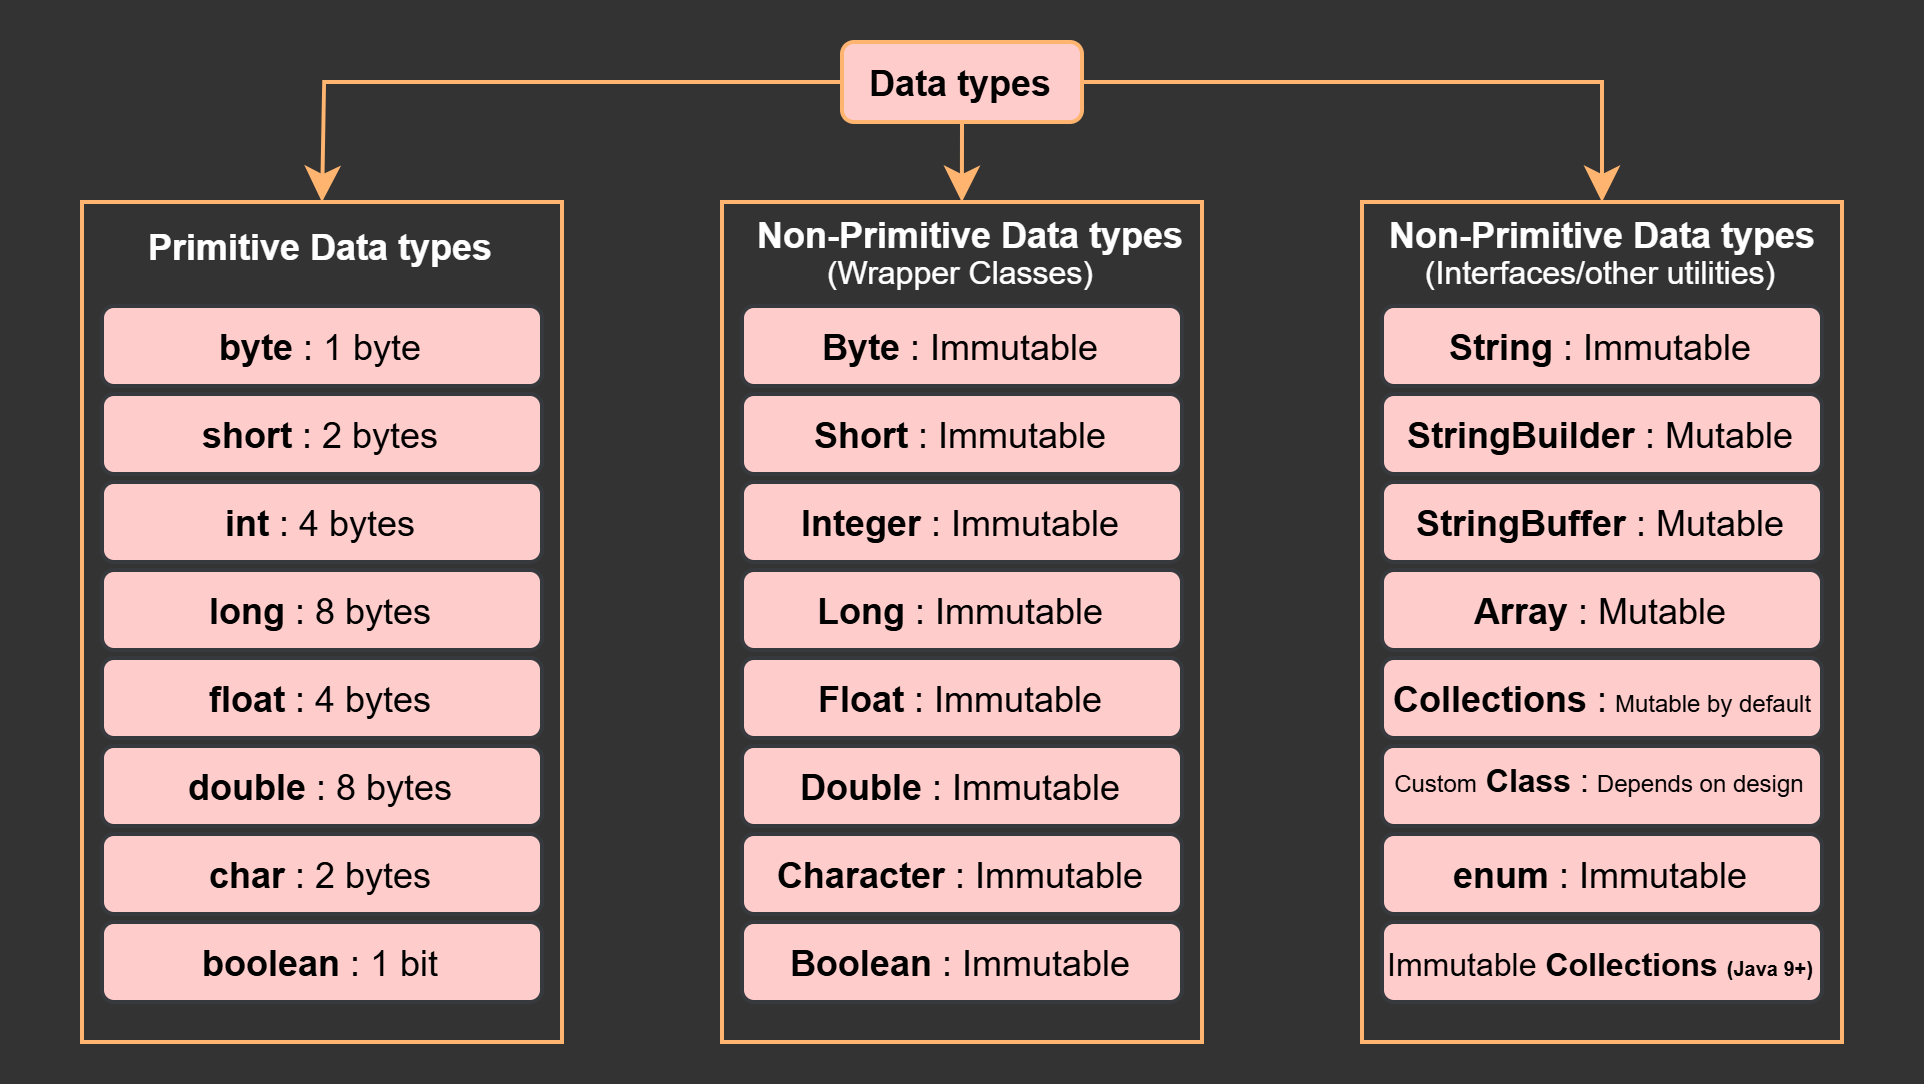 Data types
Primitive Data types
byte : 1 byte
short : 2 bytes
int : 4 bytes
long : 8 bytes
float : 4 bytes
double : 8 bytes
char : 2 bytes
boolean : 1 bit
Non-Primitive Data types
(Wrapper Classes)
Byte : Immutable
Short : Immutable
Integer : Immutable
Long : Immutable
Float : Immutable
Double : Immutable
Character : Immutable
Boolean : Immutable
Non-Primitive Data types
(Interfaces/other utilities)
String : Immutable
StringBuilder : Mutable
StringBuffer : Mutable
Array : Mutable
Collections : Mutable by default
Custom Class : Depends on design
enum : Immutable
Immutable Collections (Java 9+)